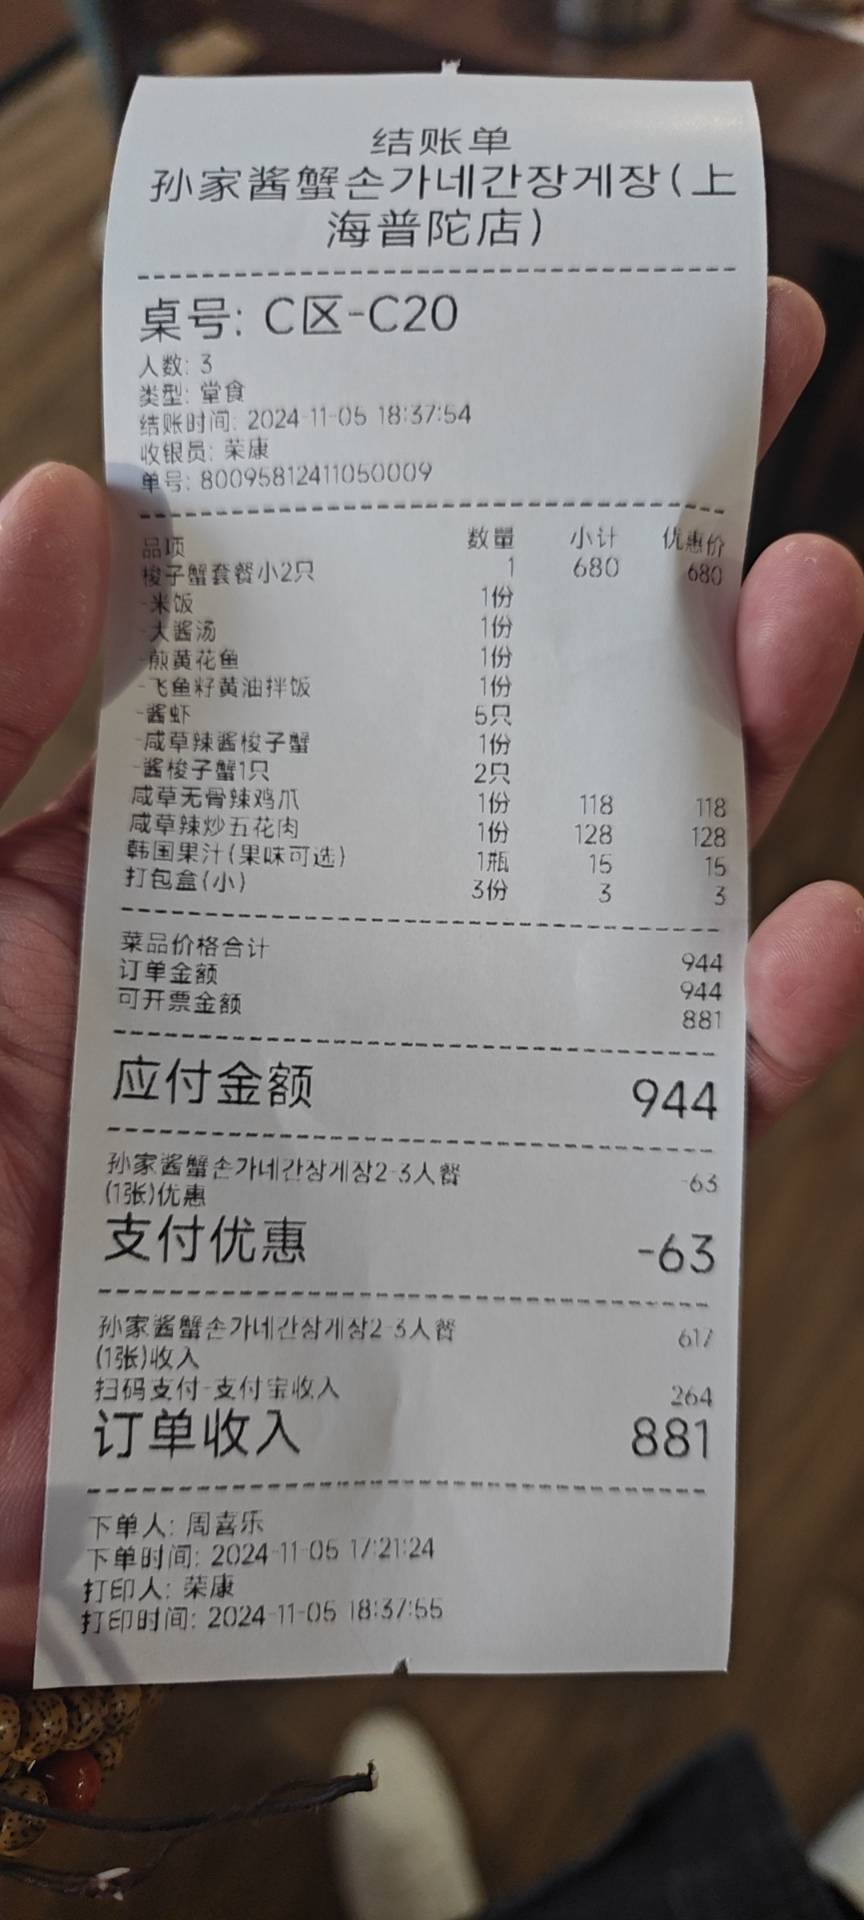 结账单
孙家酱蟹손가네간장게장(上
海普陀店)
桌号: C区-C20
人数: 3
类型: 堂食
结账时间: 2024-11-05 18:37:54
收银员: 荣康
单号: 80095812411050009
品项 数量 小计 优惠价
梭子蟹套餐小2只 1 680 680
-米饭 1份
-大酱汤 1份
-煎黄花鱼 1份
-飞鱼籽黄油拌饭 1份
-酱虾 5只
-咸草辣酱梭子蟹 1份
-酱梭子蟹1只 2只
咸草无骨辣鸡爪 1份 118 118
咸草辣炒五花肉 1份 128 128
韩国果汁(果味可选) 1瓶 15 15
打包盒(小) 3份 3 3
菜品价格合计 944
订单金额 944
可开票金额 881
应付金额 944
孙家酱蟹손가네간장게장2-3人餐 -63
(1张)优惠
支付优惠 -63
孙家酱蟹손가네간장게장2-3人餐 617
(1张)收入
扫码支付-支付宝收入 264
订单收入 881
下单人: 周喜乐
下单时间: 2024-11-05 17:21:24
打印人: 荣康
打印时间: 2024-11-05 18:37:55